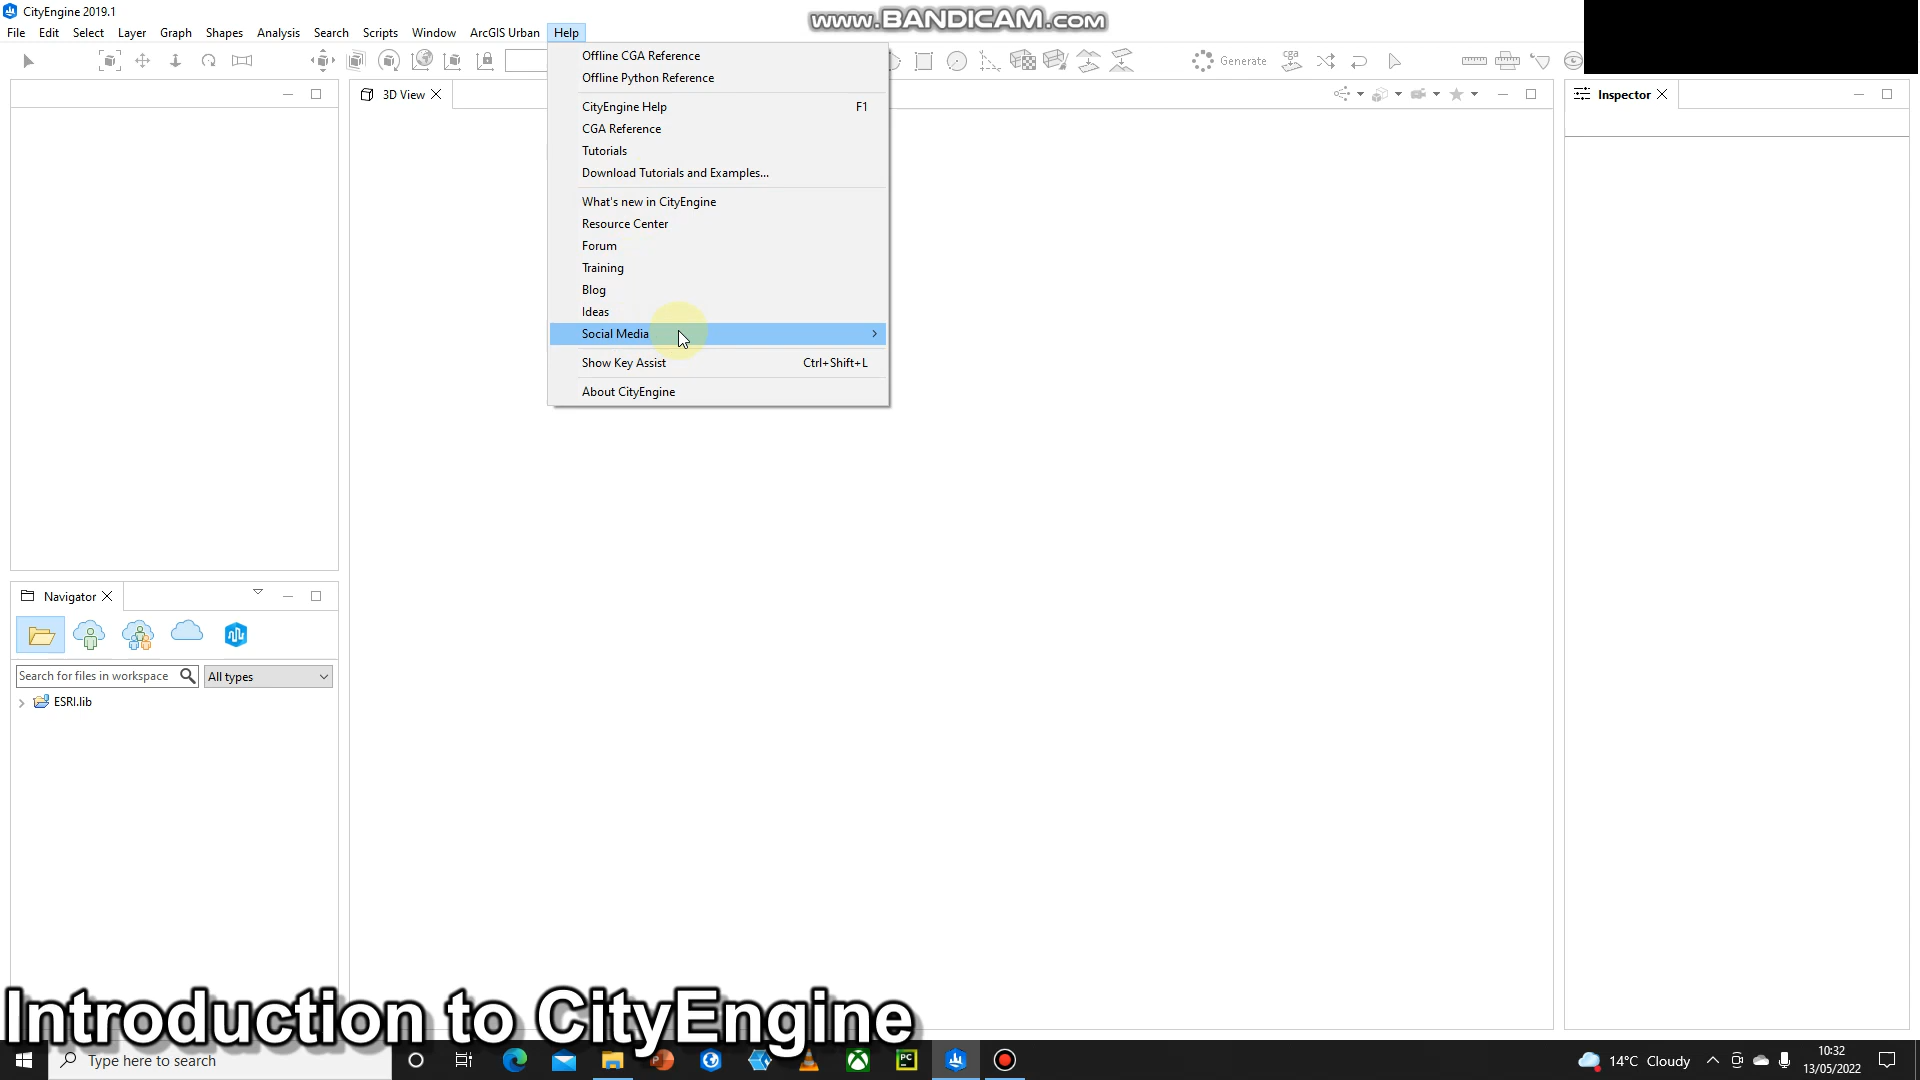 CityEngine 2019.1
www.BANDICAM.com
File Edit Select Layer Graph Shapes Analysis Search Scripts Window ArcGIS Urban Help
Generate
3D View
Inspector
Offline CGA Reference
Offline Python Reference
CityEngine Help F1
CGA Reference
Tutorials
Download Tutorials and Examples...
What's new in CityEngine
Resource Center
Forum
Training
Blog
Ideas
Social Media
Show Key Assist Ctrl+Shift+L
About CityEngine
Navigator
Search for files in workspace All types
ESRI.lib
Introduction to CityEngine
Type here to search
14°C Cloudy
10:32
13/05/2022